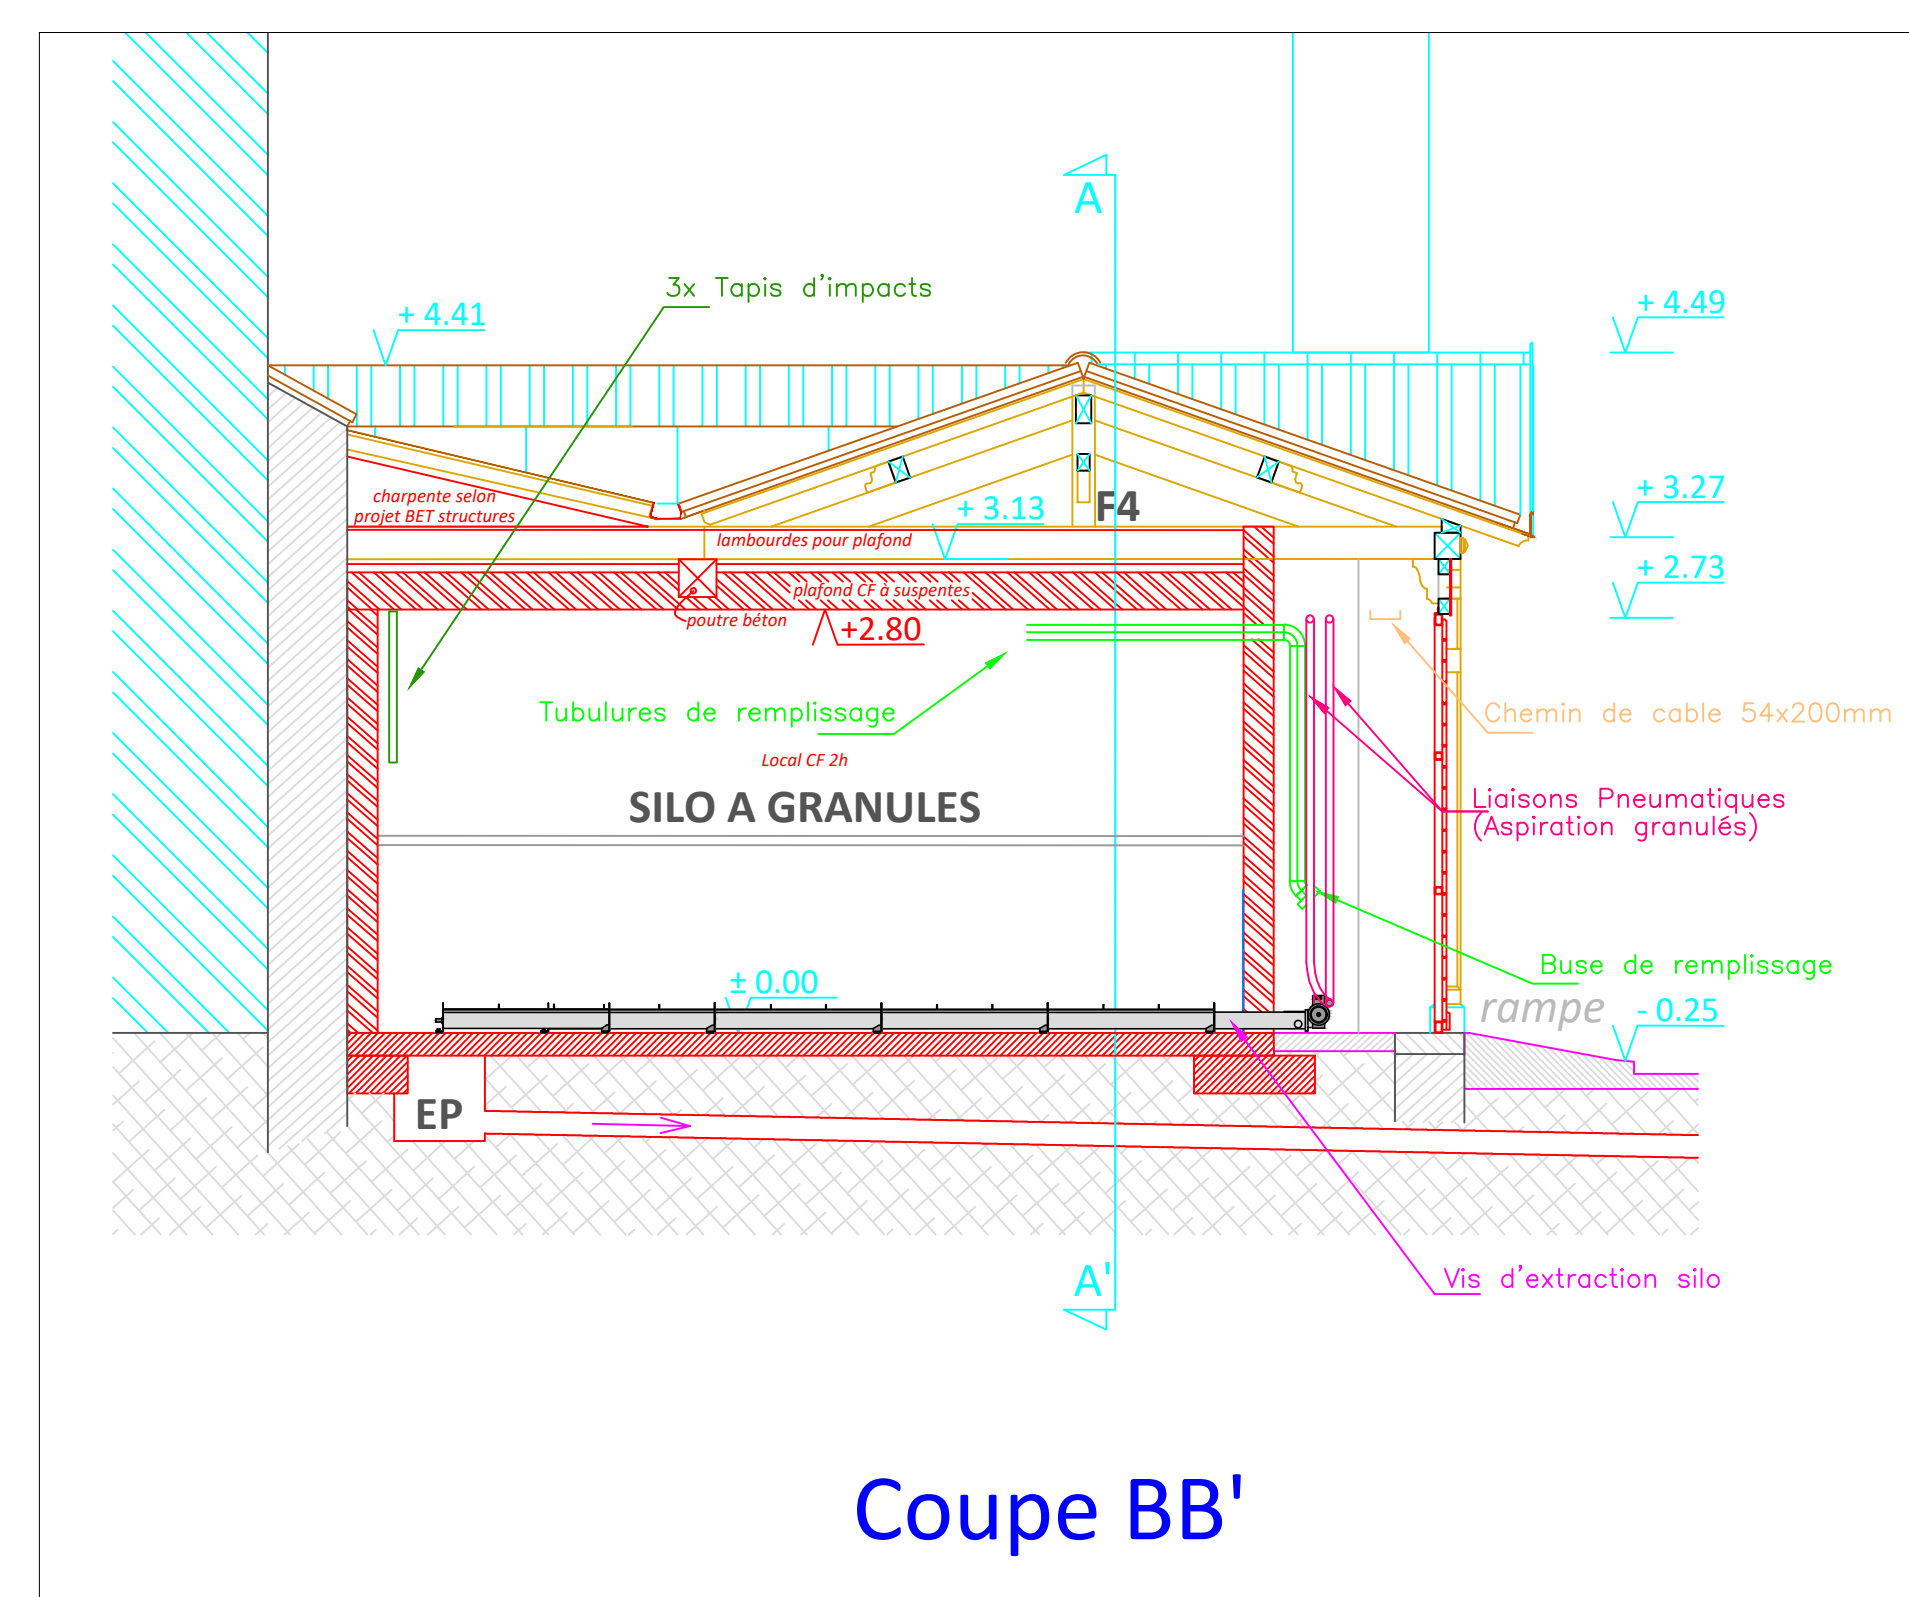 A
3x Tapis d'impacts
+ 4.41
+ 4.49
charpente selon
projet BET structures
F4
+ 3.13
+ 3.27
lambourdes pour plafond
+ 2.73
plafond CF à suspentes
poutre béton
+2.80
Tubulures de remplissage
Chemin de cable 54x200mm
Local CF 2h
SILO A GRANULES
Liaisons Pneumatiques
(Aspiration granulés)
Buse de remplissage
± 0.00
rampe
- 0.25
EP
A'
Vis d'extraction silo
Coupe BB'